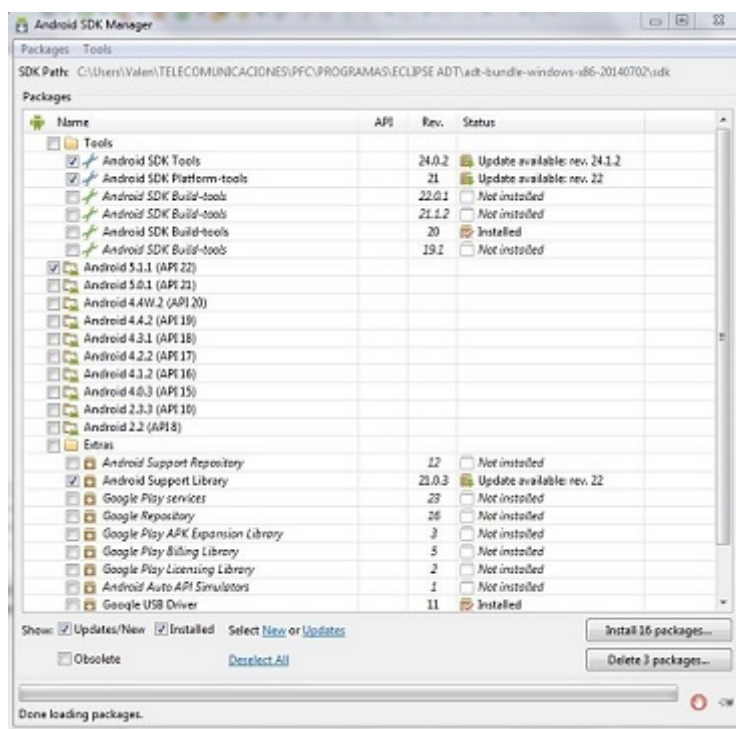 Android SDK Manager
Packages Tools
SDK Path: C:\Users\Valen\TELECOMUNICACIONES\PFC\PROGRAMAS\ECLIPSE ADT\adt-bundle-windows-x86-20140702\sdk
Packages
Name API Rev. Status
Tools
Android SDK Tools 24.0.2 Update available: rev. 24.1.2
Android SDK Platform-tools 21 Update available: rev. 22
Android SDK Build-tools 22.0.1 Not installed
Android SDK Build-tools 21.1.2 Not installed
Android SDK Build-tools 20 Installed
Android SDK Build-tools 19.1 Not installed
Android 5.1.1 (API 22)
Android 5.0.1 (API 21)
Android 4.4W.2 (API 20)
Android 4.4.2 (API 19)
Android 4.3.1 (API 18)
Android 4.2.2 (API 17)
Android 4.1.2 (API 16)
Android 4.0.3 (API 15)
Android 2.3.3 (API 10)
Android 2.2 (API 8)
Extras
Android Support Repository 12 Not installed
Android Support Library 21.0.3 Update available: rev. 22
Google Play services 23 Not installed
Google Repository 16 Not installed
Google Play APK Expansion Library 3 Not installed
Google Play Billing Library 5 Not installed
Google Play Licensing Library 2 Not installed
Android Auto API Simulators 1 Not installed
Google USB Driver 11 Installed
Show: Updates/New Installed Select New or Updates Install 16 packages...
Obsolete Deselect All Delete 3 packages...
Done loading packages.